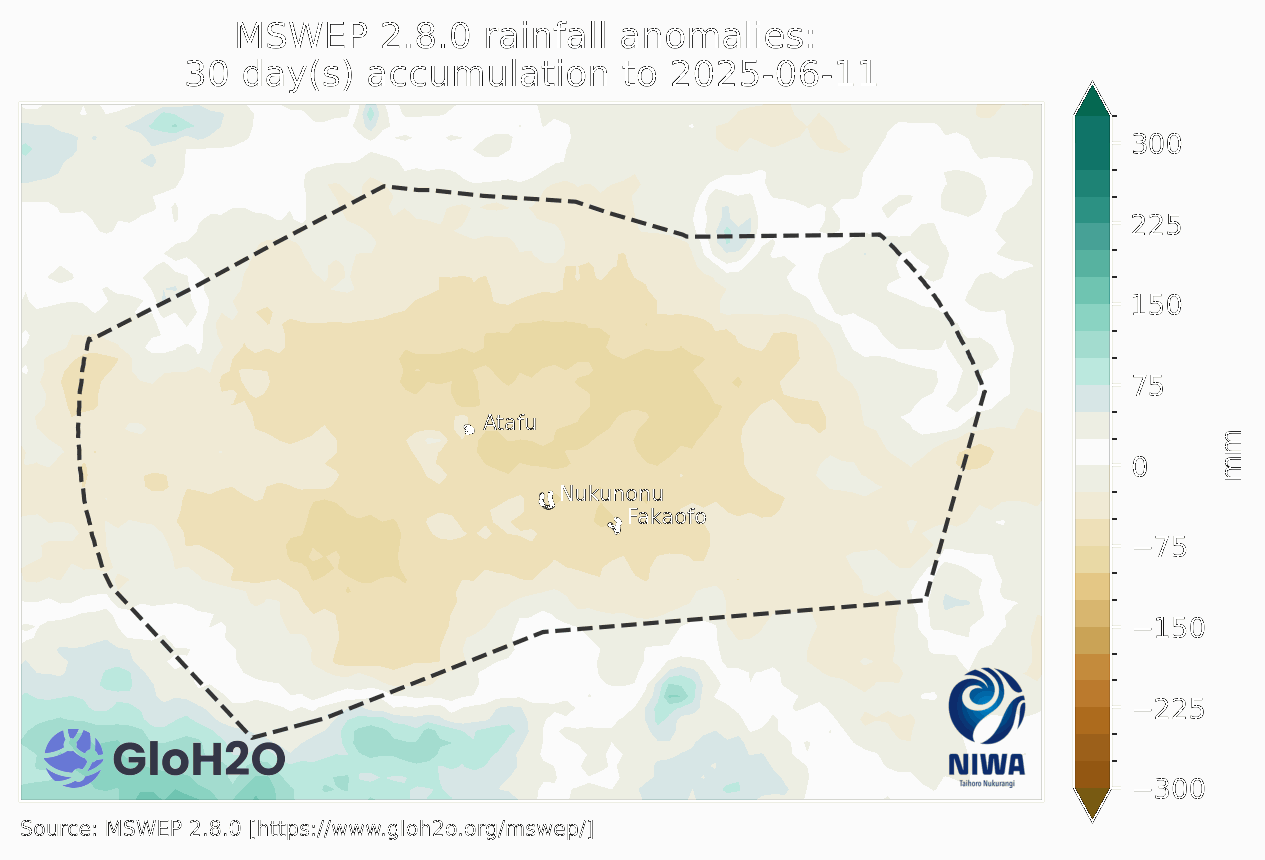 MSWEP 2.8.0 rainfall anomalies:
30 day(s) accumulation to 2025-06-11
300
225
150
75
0
−75
−150
−225
−300
mm
Atafu
Nukunonu
Fakaofo
GloH2O
NIWA
Taihoro Nukurangi
Source: MSWEP 2.8.0 [https://www.gloh2o.org/mswep/]